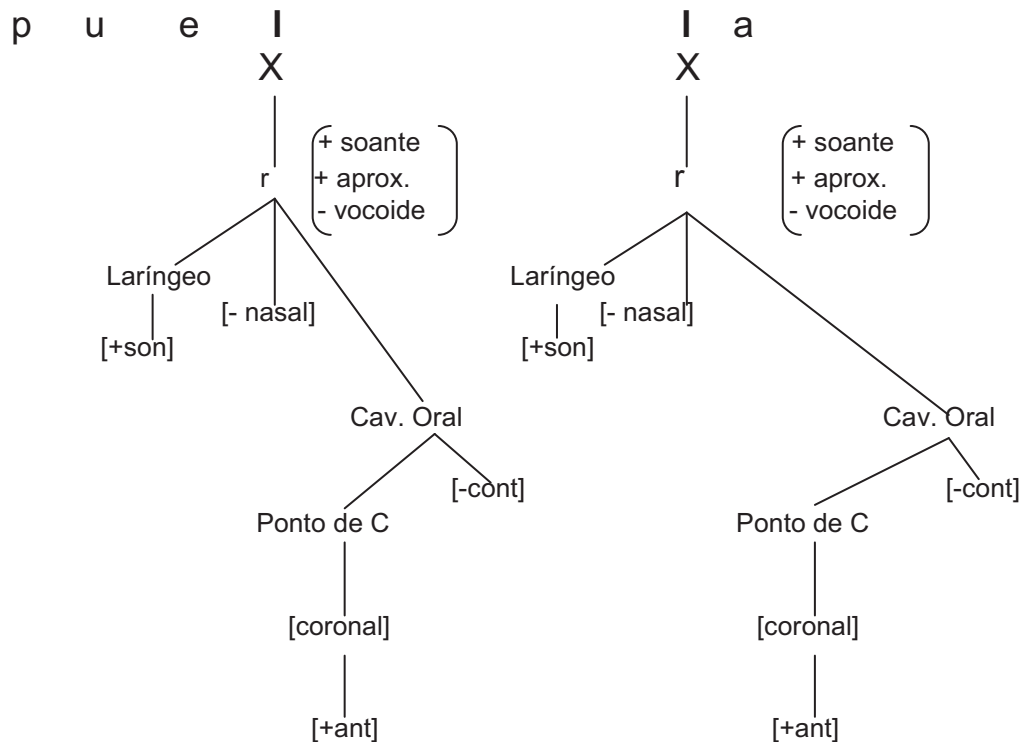 p u e l l a
X X
+ soante + soante
r + aprox. r + aprox.
- vocoide - vocoide
Laríngeo Laríngeo
[- nasal] [- nasal]
[+son] [+son]
Cav. Oral Cav. Oral
[-cont] [-cont]
Ponto de C Ponto de C
[coronal] [coronal]
[+ant] [+ant]